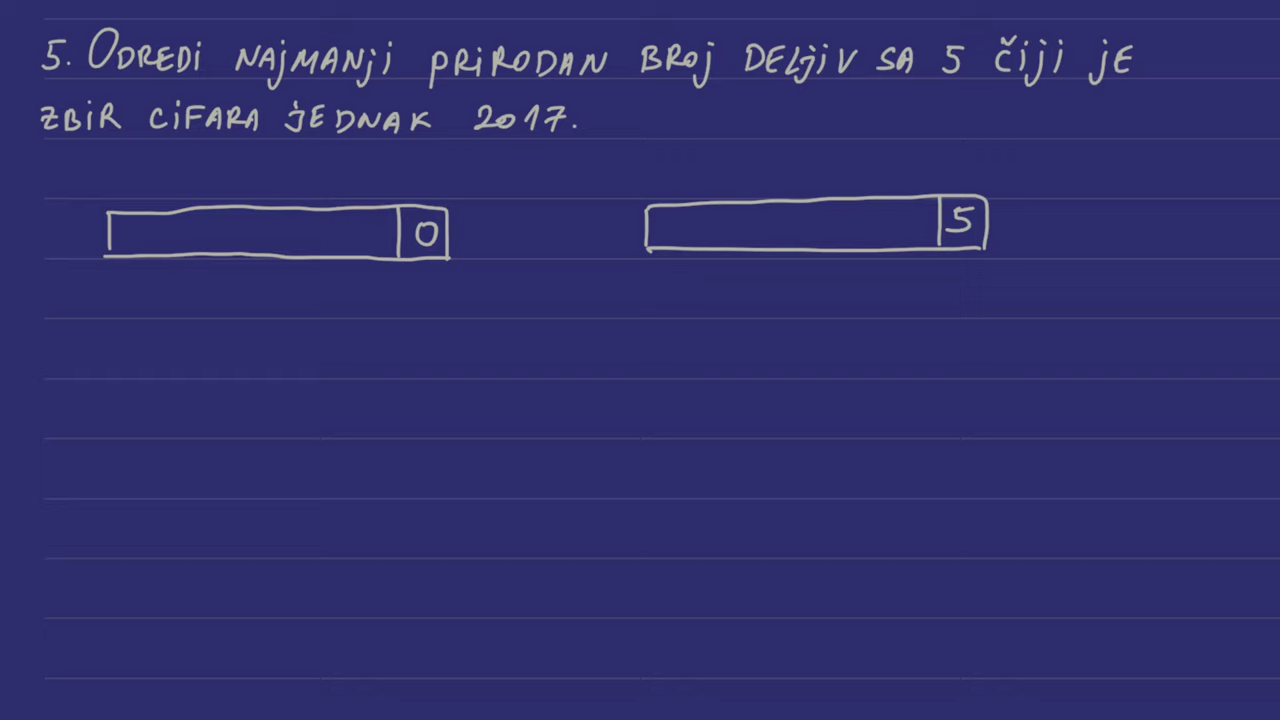 5. ODREDI NAJMANJI PRIRODAN BROJ DELJIV SA 5 ČIJI JE
ZBIR CIFARA JEDNAK 2017.
0 5